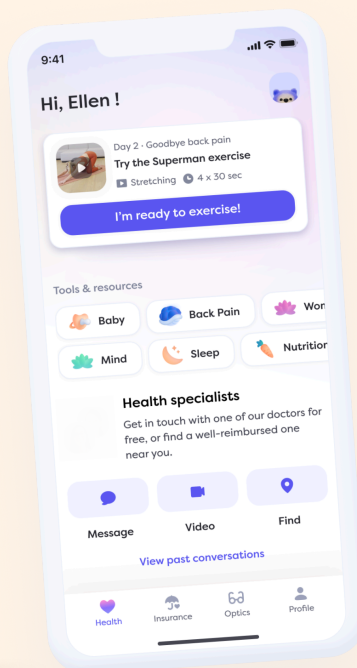 9:41
Hi, Ellen !
Day 2 · Goodbye back pain
Try the Superman exercise
Stretching 4 x 30 sec
I'm ready to exercise!
Tools & resources
Baby Back Pain
Mind Sleep
Health specialists
Get in touch with one of our doctors for
free, or find a well-reimbursed one
near you.
Message Video Find
View past conversations
Health Insurance Optics Profile